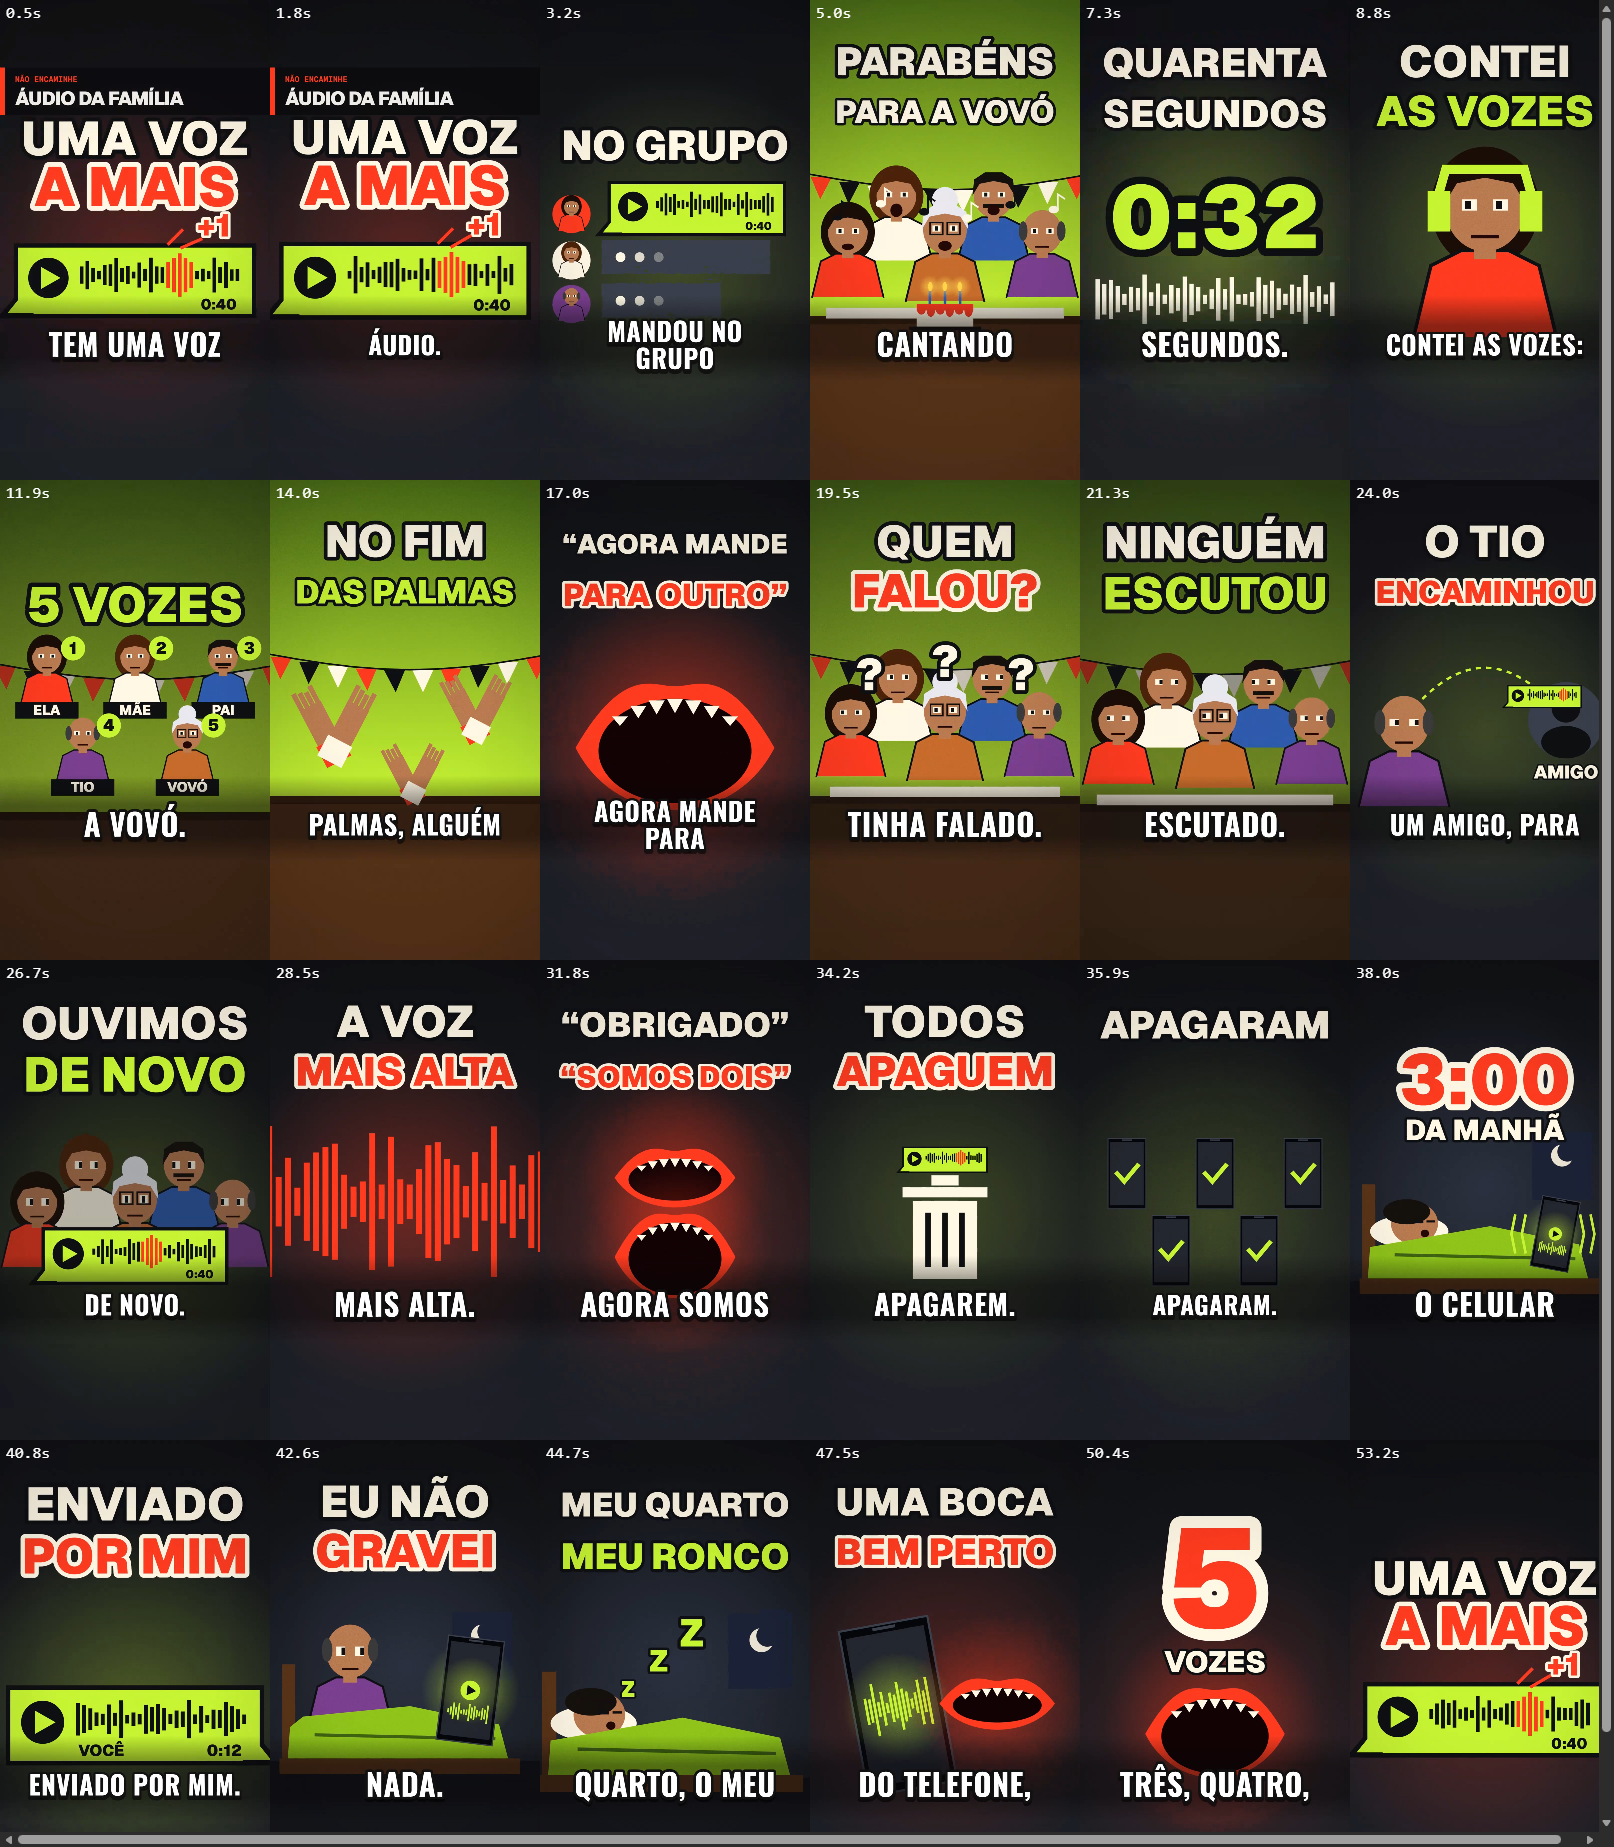 0.5s
NÃO ENCAMINHE
ÁUDIO DA FAMÍLIA
UMA VOZ
A MAIS
+1
0:40
TEM UMA VOZ
1.8s
NÃO ENCAMINHE
ÁUDIO DA FAMÍLIA
UMA VOZ
A MAIS
+1
0:40
ÁUDIO.
3.2s
NO GRUPO
0:40
MANDOU NO
GRUPO
5.0s
PARABÉNS
PARA A VOVÓ
CANTANDO
7.3s
QUARENTA
SEGUNDOS
0:32
SEGUNDOS.
8.8s
CONTEI
AS VOZES
CONTEI AS VOZES:
11.9s
5 VOZES
1
2
3
ELA
MÃE
PAI
4
5
TIO
VOVÓ
A VOVÓ.
14.0s
NO FIM
DAS PALMAS
PALMAS, ALGUÉM
17.0s
“AGORA MANDE
PARA OUTRO”
AGORA MANDE
PARA
19.5s
QUEM
FALOU?
? ? ?
TINHA FALADO.
21.3s
NINGUÉM
ESCUTOU
ESCUTADO.
24.0s
O TIO
ENCAMINHOU
AMIGO
UM AMIGO, PARA
26.7s
OUVIMOS
DE NOVO
0:40
DE NOVO.
28.5s
A VOZ
MAIS ALTA
MAIS ALTA.
31.8s
“OBRIGADO”
“SOMOS DOIS”
AGORA SOMOS
34.2s
TODOS
APAGUEM
APAGAREM.
35.9s
APAGARAM
APAGARAM.
38.0s
3:00
DA MANHÃ
O CELULAR
40.8s
ENVIADO
POR MIM
VOCÊ
0:12
ENVIADO POR MIM.
42.6s
EU NÃO
GRAVEI
NADA.
44.7s
MEU QUARTO
MEU RONCO
Z
Z
Z
QUARTO, O MEU
47.5s
UMA BOCA
BEM PERTO
DO TELEFONE,
50.4s
5
VOZES
TRÊS, QUATRO,
53.2s
UMA VOZ
A MAIS
+1
0:40